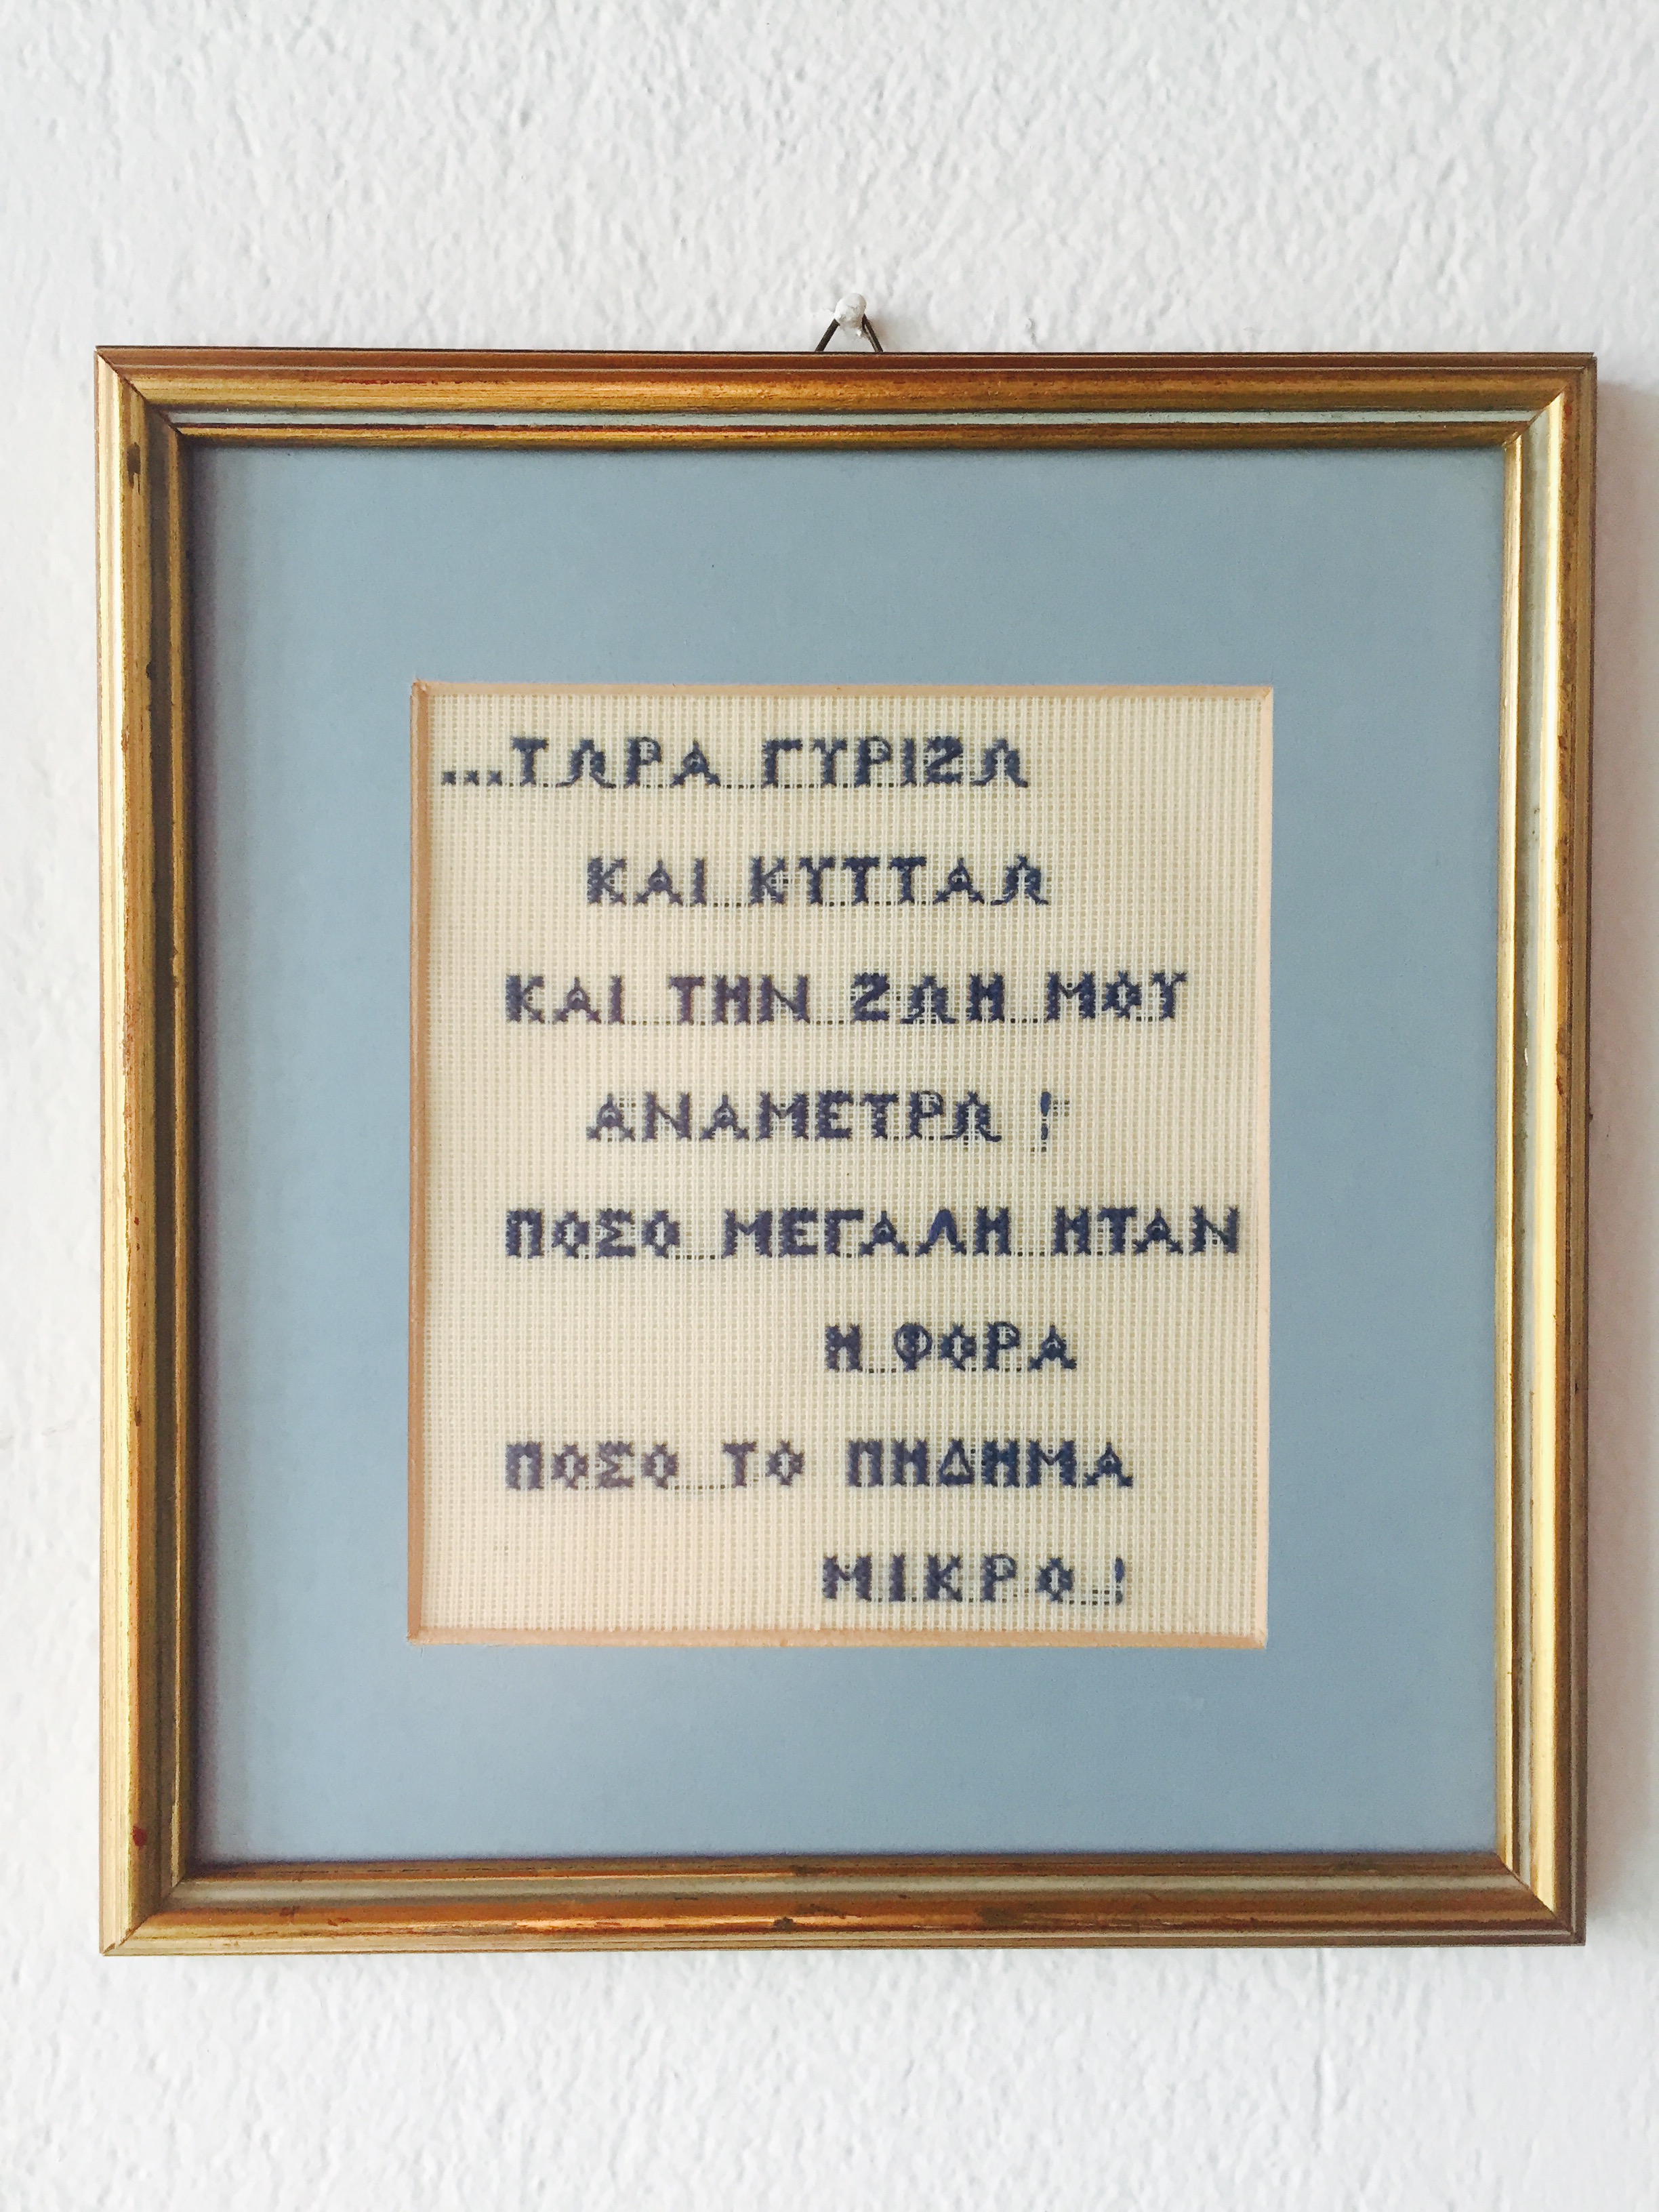 ...ΤΩΡΑ ΓΥΡΙΖΩ
ΚΑΙ ΚΥΤΤΑΩ
ΚΑΙ ΤΗΝ ΖΩΗ ΜΟΥ
ΑΝΑΜΕΤΡΩ !
ΠΟΣΟ ΜΕΓΑΛΗ ΗΤΑΝ
Η ΦΟΡΑ
ΠΟΣΟ ΤΟ ΠΗΔΗΜΑ
ΜΙΚΡΟ !